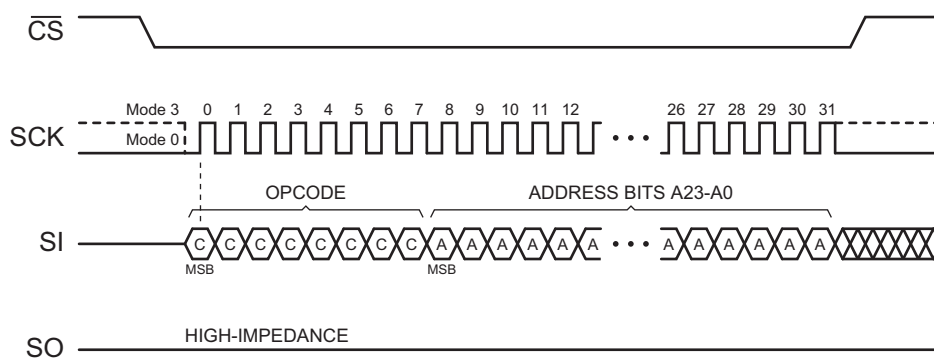 CS
Mode 3 0 1 2 3 4 5 6 7 8 9 10 11 12 26 27 28 29 30 31
SCK
Mode 0
OPCODE ADDRESS BITS A23-A0
SI C C C C C C C C A A A A A A A A A A A A
MSB MSB
HIGH-IMPEDANCE
SO